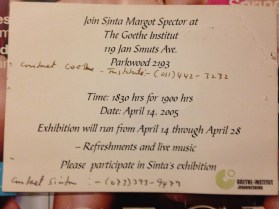 Join Sinta Margot Spector at
The Goethe Institut
119 Jan Smuts Ave.
Parkwood 2193
contact Goethe
Institute - (011) 442-3232
Time: 1830 hrs for 1900 hrs
Date: April 14, 2005
Exhibition will run from April 14 through April 28
– Refreshments and live music
Please participate in Sinta's exhibition
contact Sinta :-
GOETHE-INSTITUT
JOHANNESBURG